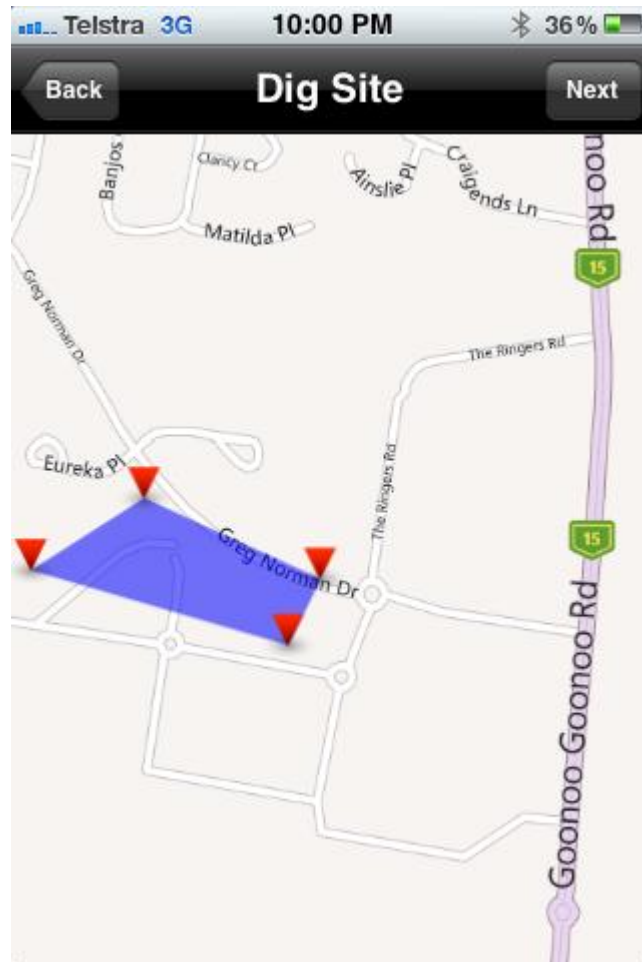 Telstra 3G 10:00 PM 36%
Back Dig Site Next
Banjos
Clancy Ct
Ainslie Pl
Craigends Ln
noo Rd
Matilda Pl
15
Greg Norman Dr
The Ringers Rd
Eureka Pl
The Ringers Rd
Greg Norman Dr
15
Goonoo Goonoo Rd